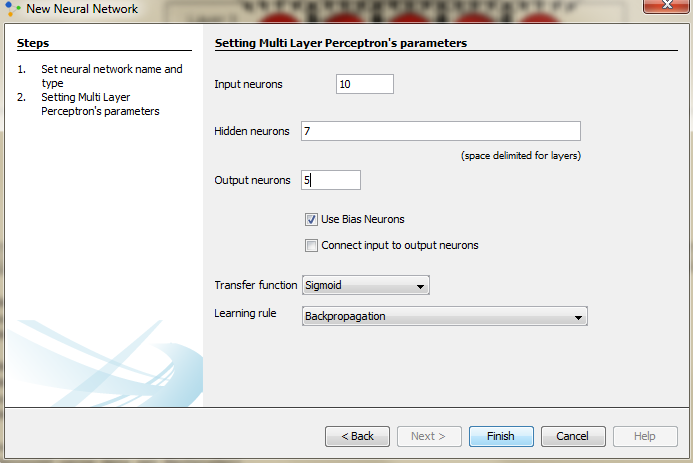 New Neural Network
Steps
1. Set neural network name and
type
2. Setting Multi Layer
Perceptron's parameters
Setting Multi Layer Perceptron's parameters
Input neurons 10
Hidden neurons 7
(space delimited for layers)
Output neurons 5
Use Bias Neurons
Connect input to output neurons
Transfer function Sigmoid
Learning rule Backpropagation
< Back Next > Finish Cancel Help